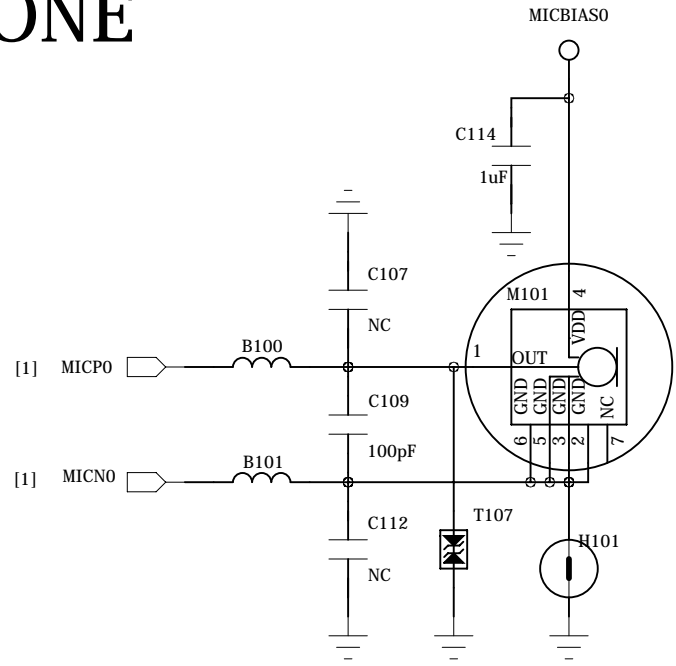 ONE
MICBIAS0
C114
1uF
C107
NC
M101
4
VDD
B100
[1] MICP0
1
OUT
C109
100pF
GND
GND
GND
GND
NC
6
5
3
2
7
B101
[1] MICN0
C112
NC
T107
H101